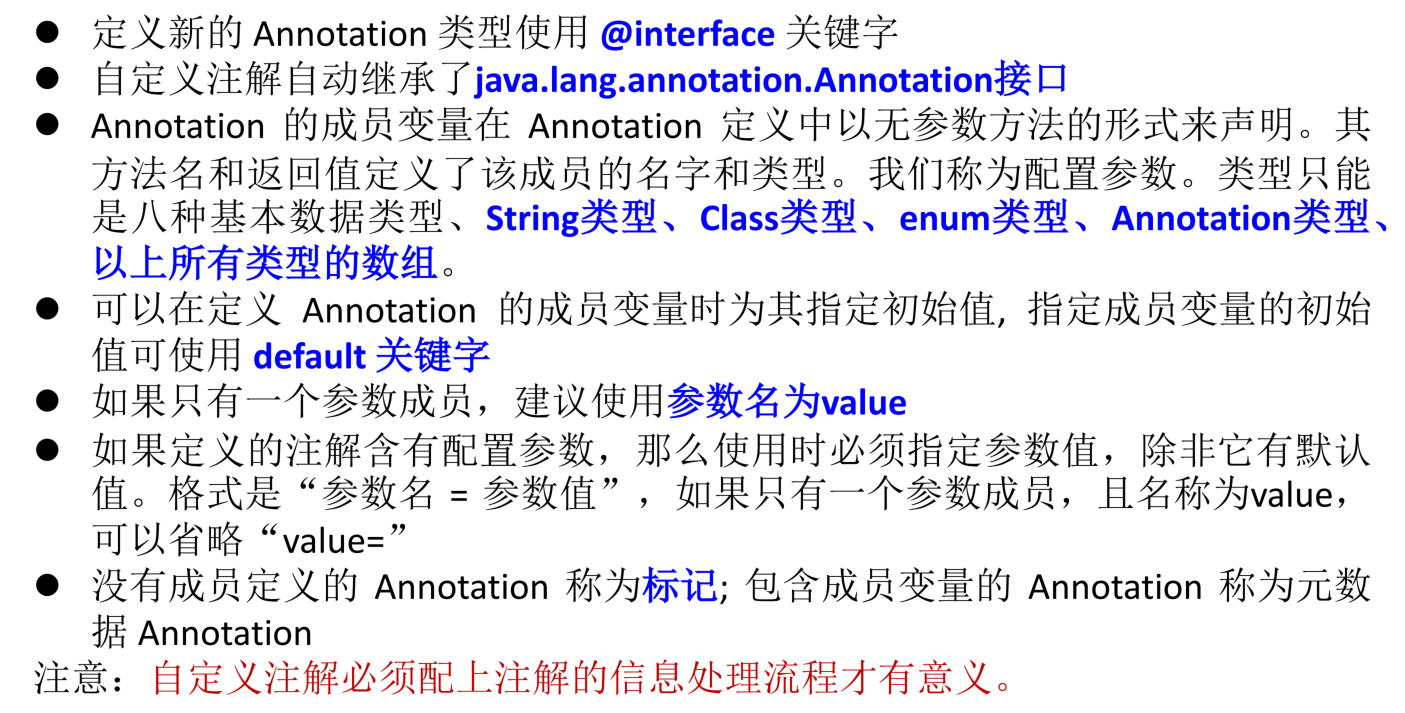 ● 定义新的 Annotation 类型使用 @interface 关键字
● 自定义注解自动继承了java.lang.annotation.Annotation接口
● Annotation 的成员变量在 Annotation 定义中以无参数方法的形式来声明。其
方法名和返回值定义了该成员的名字和类型。我们称为配置参数。类型只能
是八种基本数据类型、String类型、Class类型、enum类型、Annotation类型、
以上所有类型的数组。
● 可以在定义 Annotation 的成员变量时为其指定初始值, 指定成员变量的初始
值可使用 default 关键字
● 如果只有一个参数成员，建议使用参数名为value
● 如果定义的注解含有配置参数，那么使用时必须指定参数值，除非它有默认
值。格式是“参数名 = 参数值”，如果只有一个参数成员，且名称为value，
可以省略“value=”
● 没有成员定义的 Annotation 称为标记; 包含成员变量的 Annotation 称为元数
据 Annotation
注意：自定义注解必须配上注解的信息处理流程才有意义。